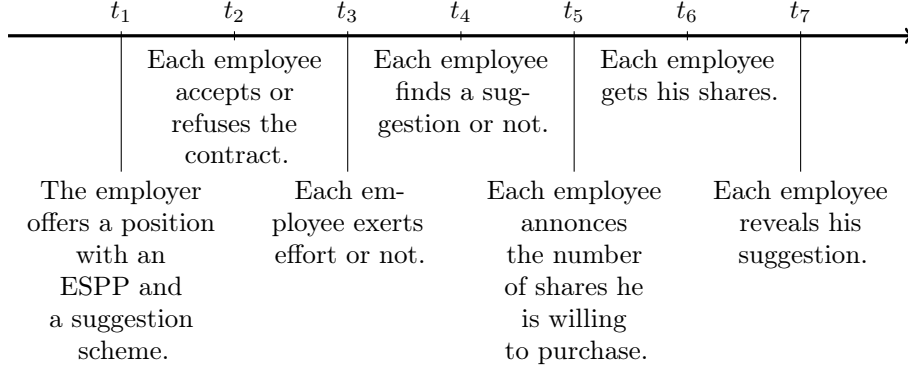 t₁ t₂ t₃ t₄ t₅ t₆ t₇
Each employee
accepts or
refuses the
contract.
Each employee
finds a sug-
gestion or not.
Each employee
gets his shares.
The employer
offers a position
with an
ESPP and
a suggestion
scheme.
Each em-
ployee exerts
effort or not.
Each employee
annonces
the number
of shares he
is willing
to purchase.
Each employee
reveals his
suggestion.